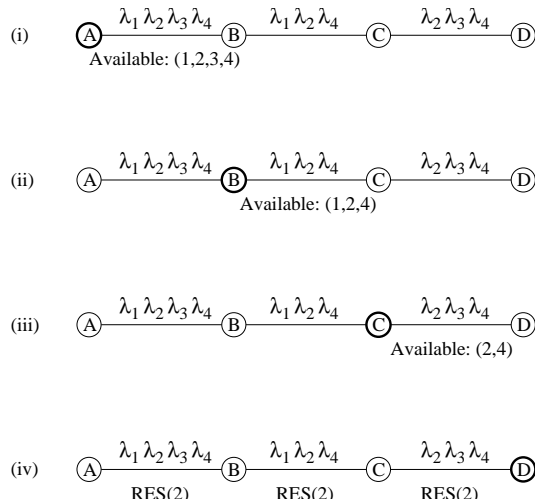 λ1 λ2 λ3 λ4 λ1 λ2 λ4 λ2 λ3 λ4
(i) A B C D
Available: (1,2,3,4)
λ1 λ2 λ3 λ4 λ1 λ2 λ4 λ2 λ3 λ4
(ii) A B C D
Available: (1,2,4)
λ1 λ2 λ3 λ4 λ1 λ2 λ4 λ2 λ3 λ4
(iii) A B C D
Available: (2,4)
λ1 λ2 λ3 λ4 λ1 λ2 λ4 λ2 λ3 λ4
(iv) A B C D
RES(2) RES(2) RES(2)